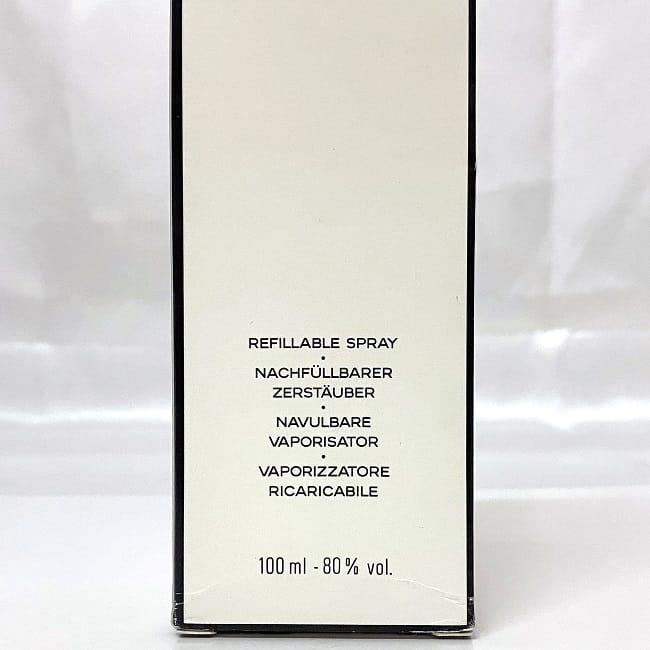 REFILLABLE SPRAY
•
NACHFÜLLBARER
ZERSTÄUBER
•
NAVULBARE
VAPORISATOR
•
VAPORIZZATORE
RICARICABILE
100 ml - 80% vol.